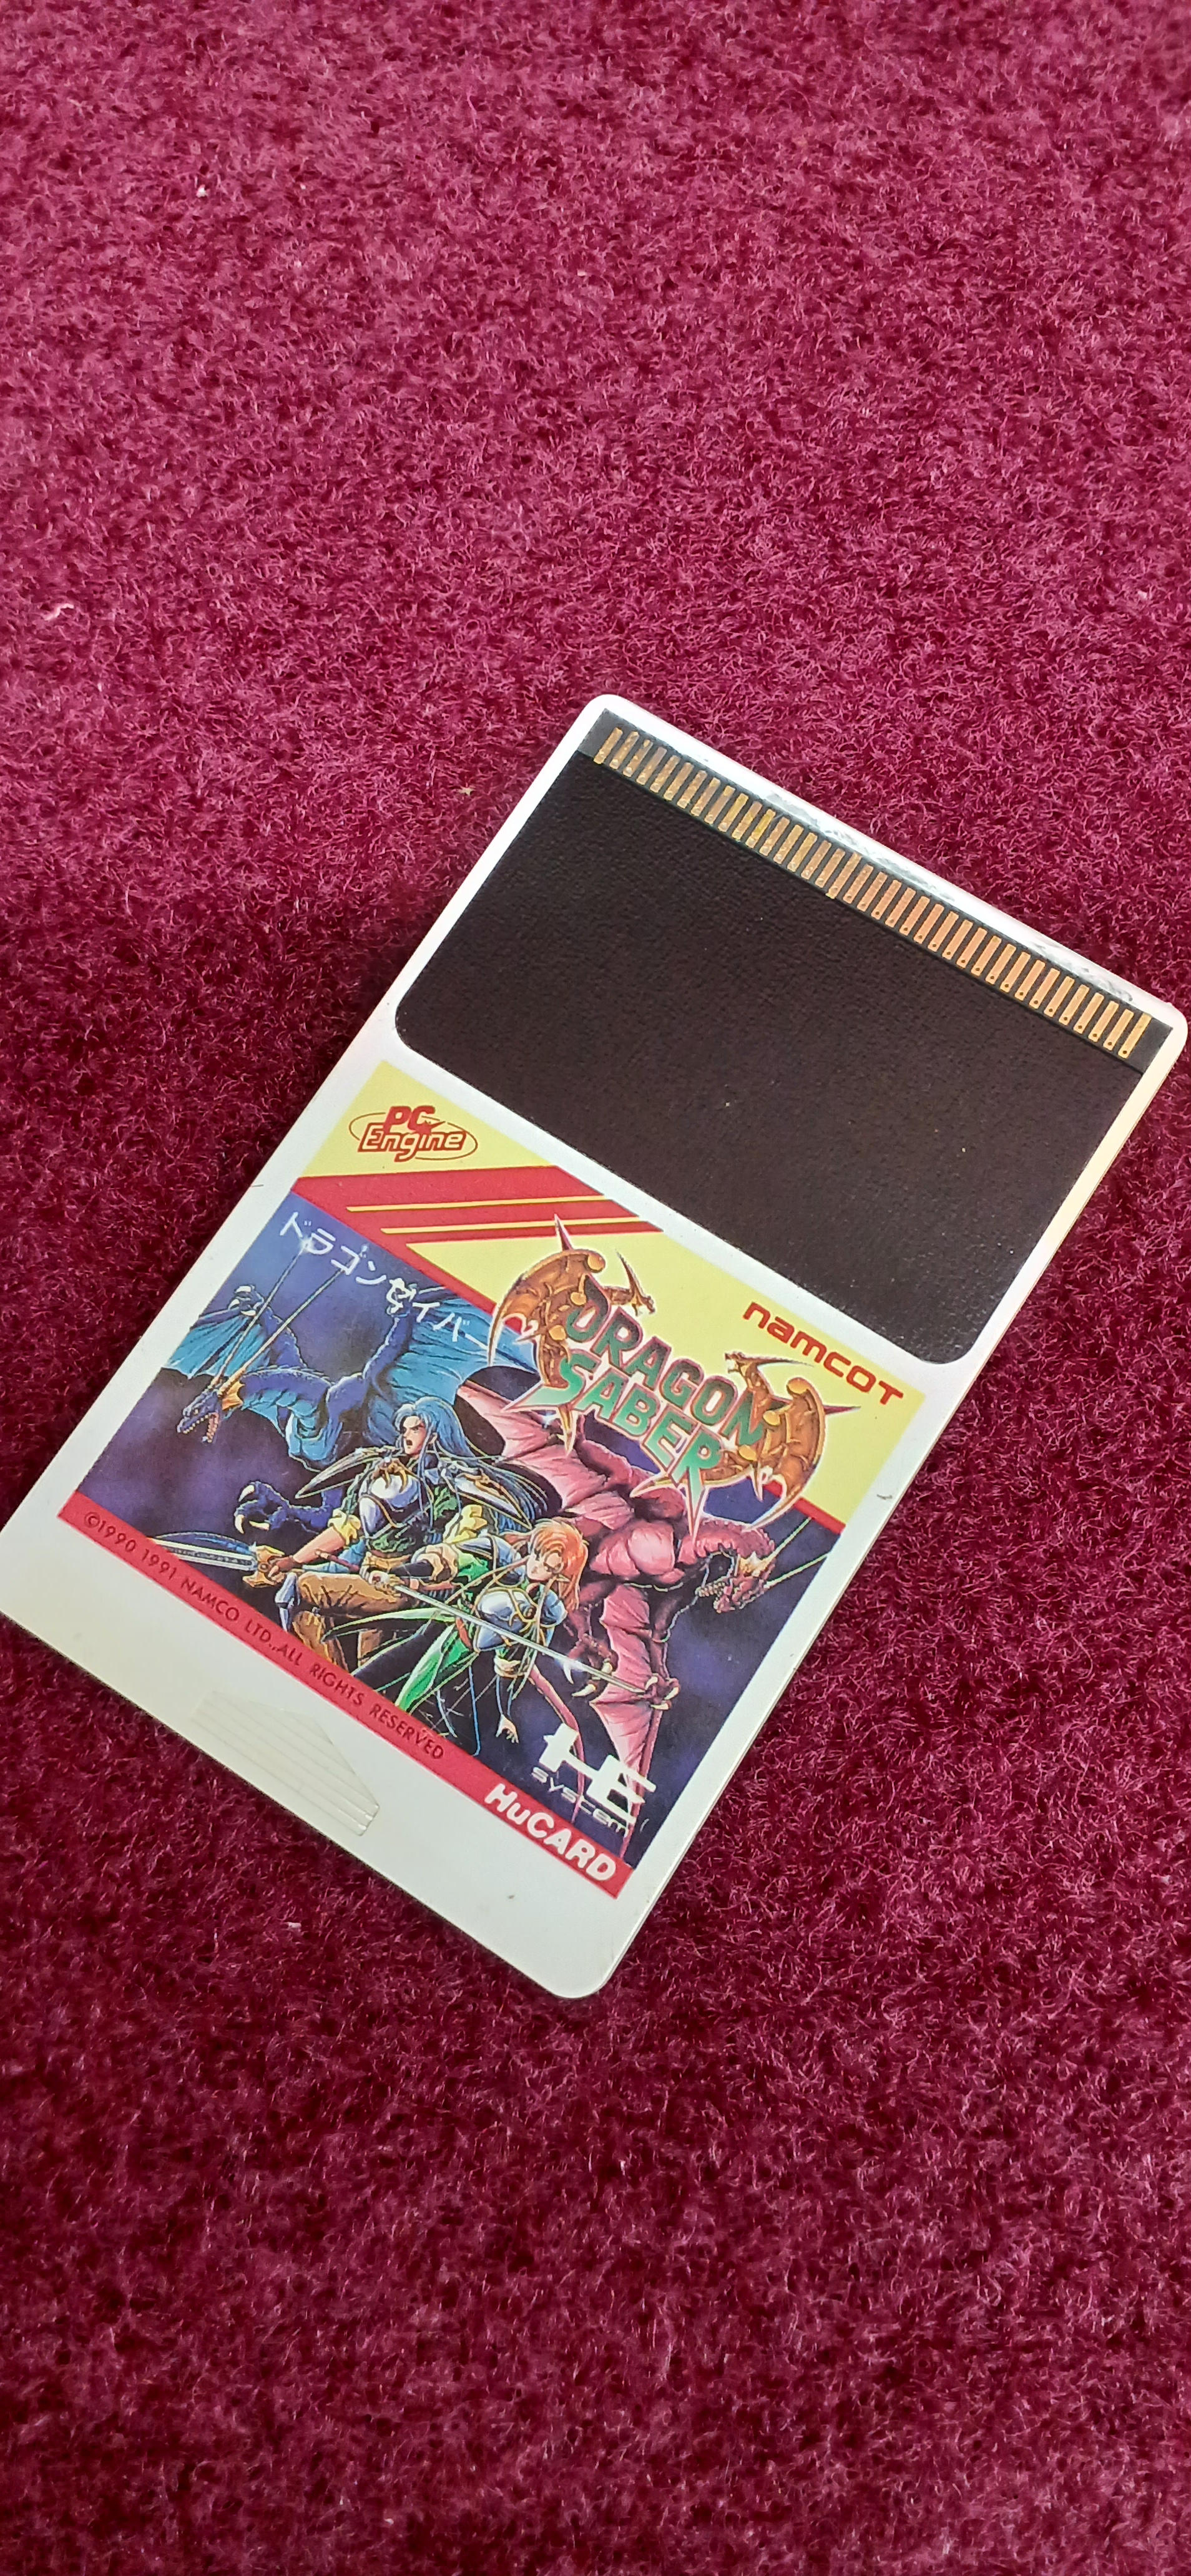 PC
Engine
ドラゴンセイバー
namcot
DRAGON
SABER
©1990 1991 NAMCO LTD.,ALL RIGHTS RESERVED
HE
SYSTEM
HuCARD